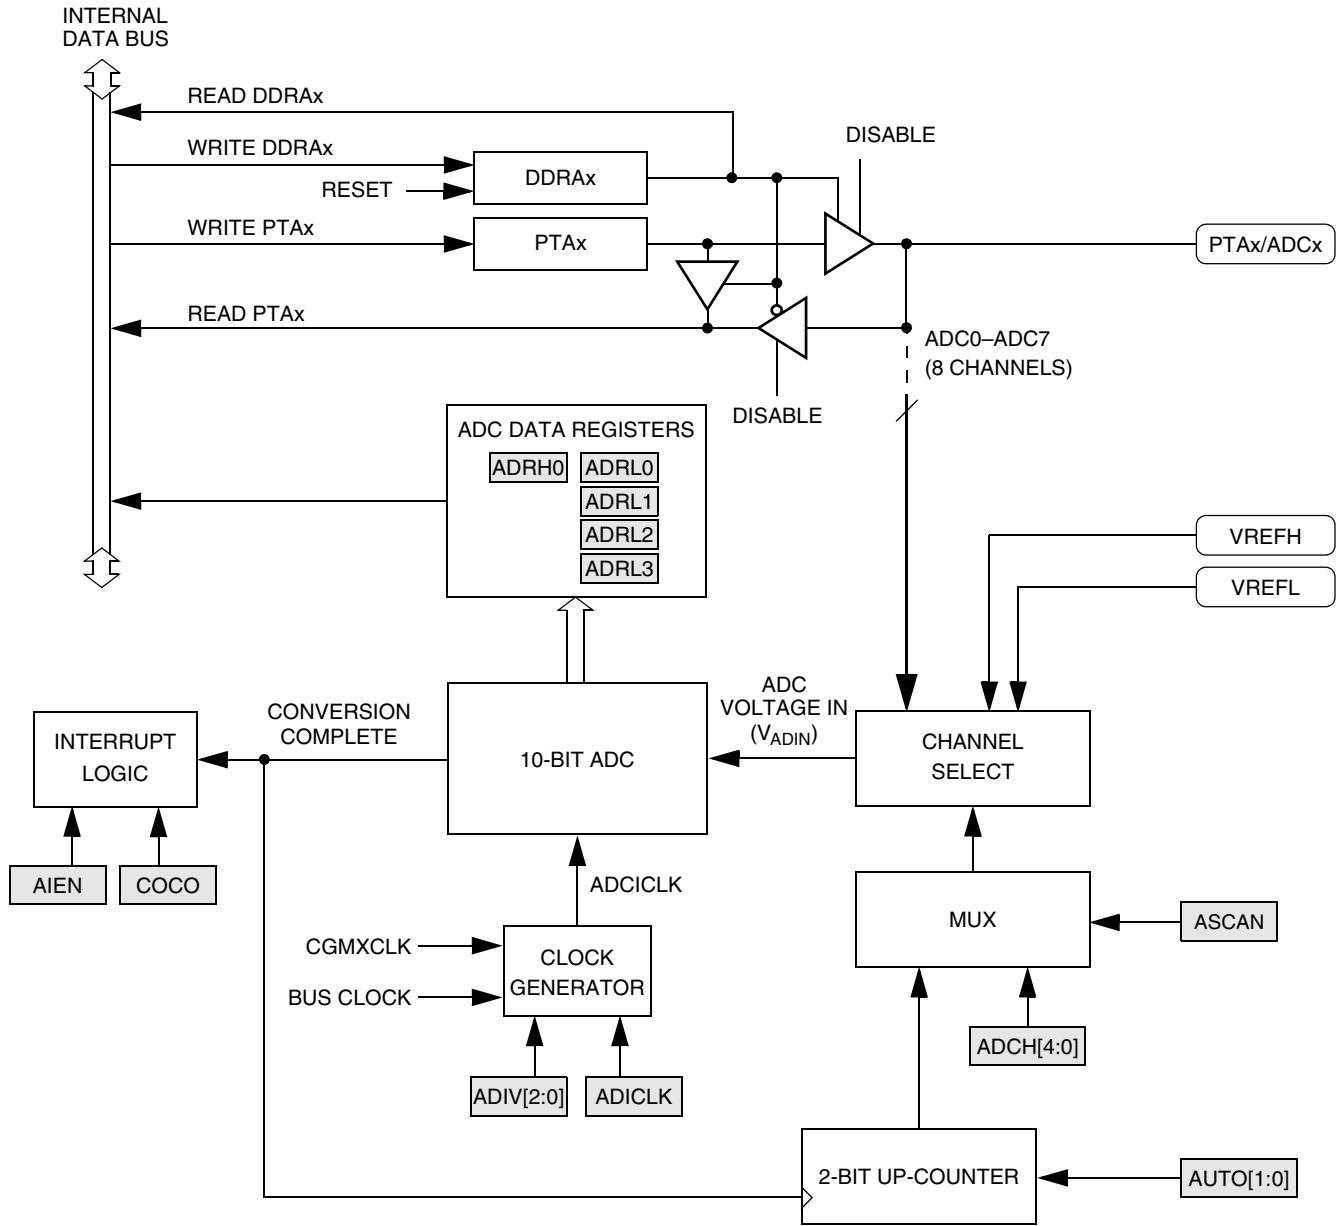 INTERNAL
DATA BUS
READ DDRAx
DISABLE
WRITE DDRAx
DDRAx
RESET
WRITE PTAx
PTAx
PTAx/ADCx
READ PTAx
ADC0–ADC7
(8 CHANNELS)
DISABLE
ADC DATA REGISTERS
ADRH0
ADRL0
ADRL1
ADRL2
ADRL3
VREFH
VREFL
ADC
VOLTAGE IN
(VADIN)
CONVERSION
COMPLETE
INTERRUPT
LOGIC
10-BIT ADC
CHANNEL
SELECT
AIEN
COCO
ADCICLK
MUX
ASCAN
CGMXCLK
BUS CLOCK
CLOCK
GENERATOR
ADCH[4:0]
ADIV[2:0]
ADICLK
2-BIT UP-COUNTER
AUTO[1:0]